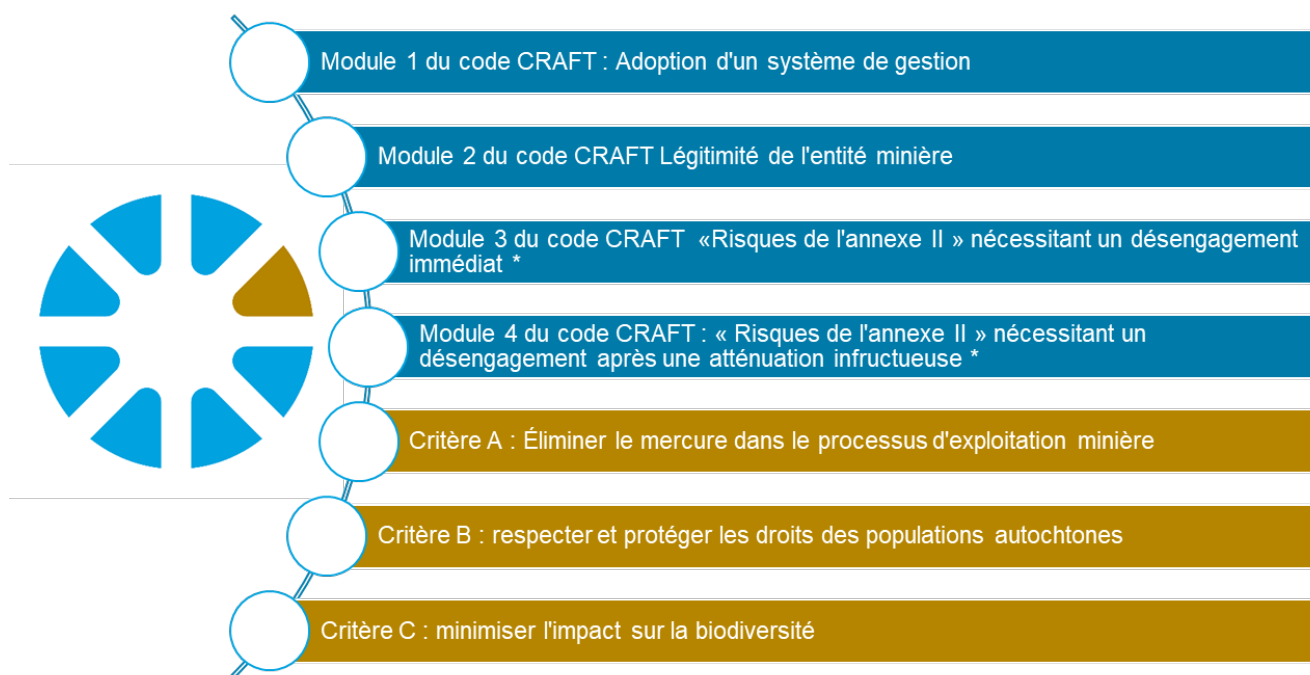 Module 1 du code CRAFT : Adoption d'un système de gestion
Module 2 du code CRAFT Légitimité de l'entité minière
Module 3 du code CRAFT «Risques de l'annexe II » nécessitant un désengagement
immédiat *
Module 4 du code CRAFT : « Risques de l'annexe II » nécessitant un
désengagement après une atténuation infructueuse *
Critère A : Éliminer le mercure dans le processus d'exploitation minière
Critère B : respecter et protéger les droits des populations autochtones
Critère C : minimiser l'impact sur la biodiversité